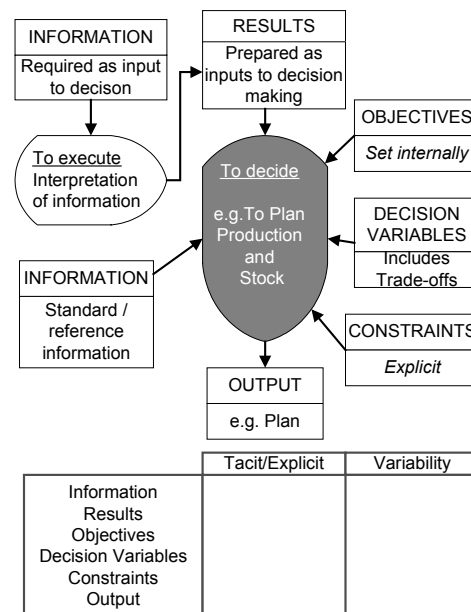 INFORMATION
Required as input
to decison
RESULTS
Prepared as
inputs to decision
making
To execute
Interpretation
of information
To decide
e.g.To Plan
Production
and
Stock
OBJECTIVES
Set internally
DECISION
VARIABLES
Includes
Trade-offs
INFORMATION
Standard /
reference
information
CONSTRAINTS
Explicit
OUTPUT
e.g. Plan
Tacit/Explicit Variability
Information
Results
Objectives
Decision Variables
Constraints
Output